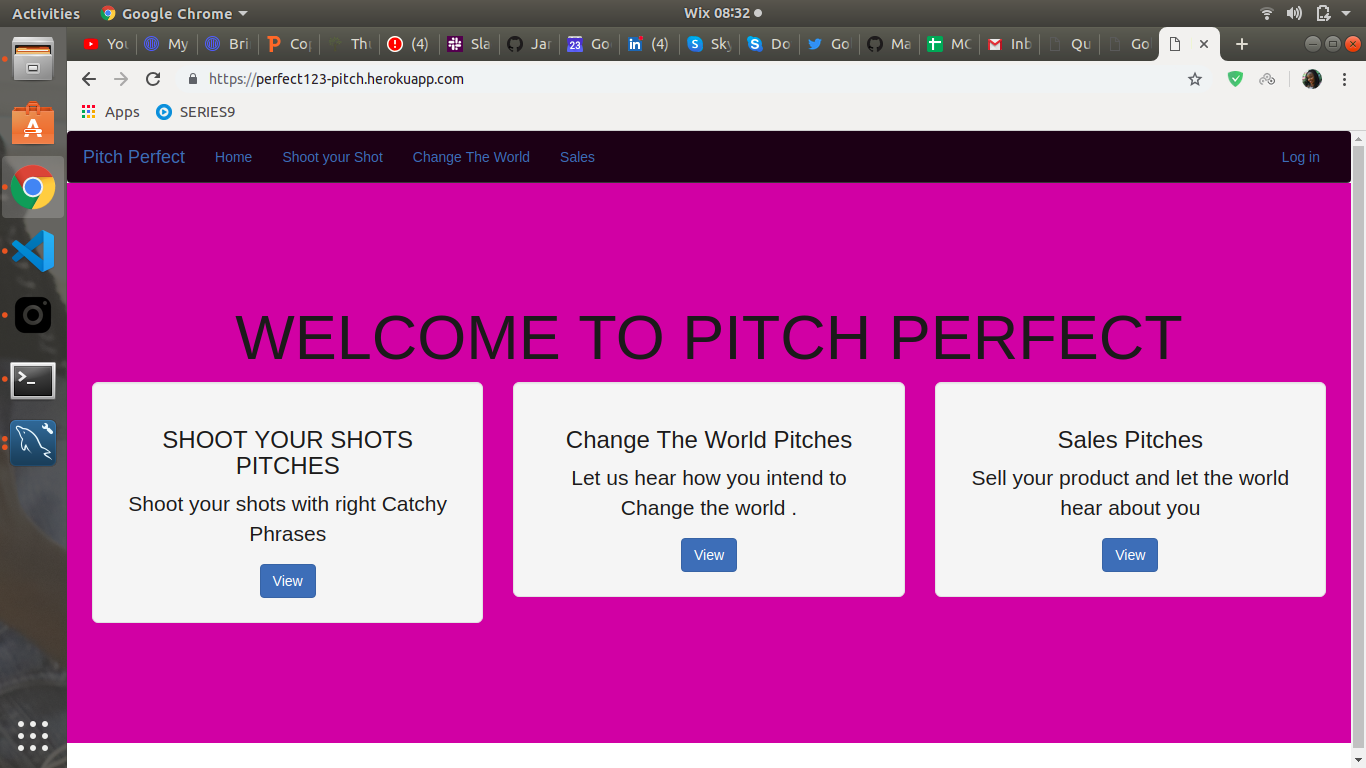 Activities Google Chrome Wix 08:32
You My Bri Cop Thu (4) Sla Jar Goo (4) Sky Do Go Ma MC Inb Qu Go
https://perfect123-pitch.herokuapp.com
Apps SERIES9
Pitch Perfect Home Shoot your Shot Change The World Sales Log in
WELCOME TO PITCH PERFECT
SHOOT YOUR SHOTS
PITCHES
Shoot your shots with right Catchy
Phrases
View
Change The World Pitches
Let us hear how you intend to
Change the world .
View
Sales Pitches
Sell your product and let the world
hear about you
View